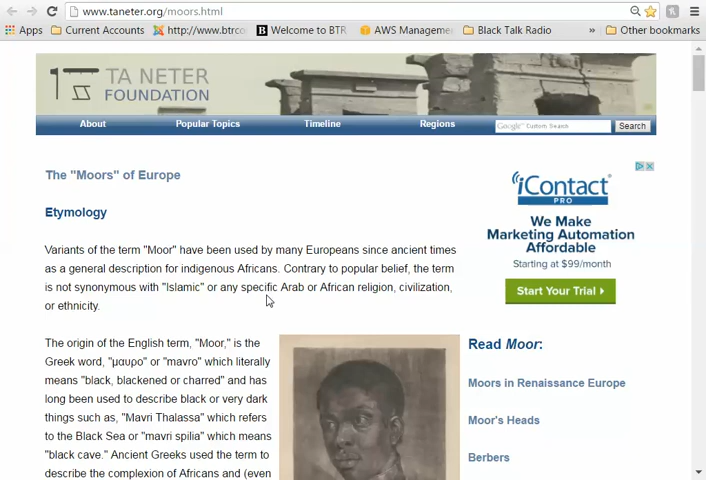 www.taneter.org/moors.html
Apps Current Accounts http://www.btrco Welcome to BTR AWS Manageme Black Talk Radio » Other bookmarks
TA NETER
FOUNDATION
About Popular Topics Timeline Regions Google Custom Search Search
The "Moors" of Europe
Etymology
Variants of the term "Moor" have been used by many Europeans since ancient times
as a general description for indigenous Africans. Contrary to popular belief, the term
is not synonymous with "Islamic" or any specific Arab or African religion, civilization,
or ethnicity.
The origin of the English term, "Moor," is the
Greek word, "μαυρο" or "mavro" which literally
means "black, blackened or charred" and has
long been used to describe black or very dark
things such as, "Mavri Thalassa" which refers
to the Black Sea or "mavri spilia" which means
"black cave." Ancient Greeks used the term to
describe the complexion of Africans and (even
iContact
PRO
We Make
Marketing Automation
Affordable
Starting at $99/month
Start Your Trial
Read Moor:
Moors in Renaissance Europe
Moor's Heads
Berbers